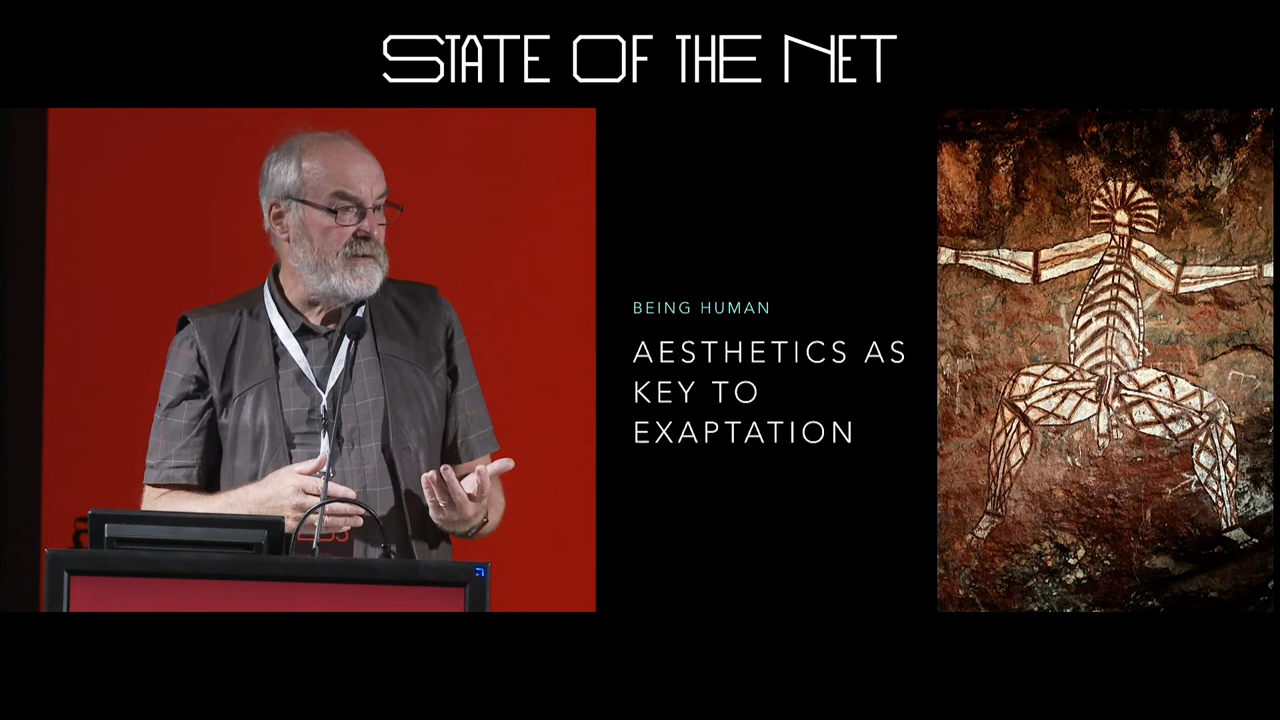 STATE OF THE NET
BEING HUMAN
AESTHETICS AS
KEY TO
EXAPTATION